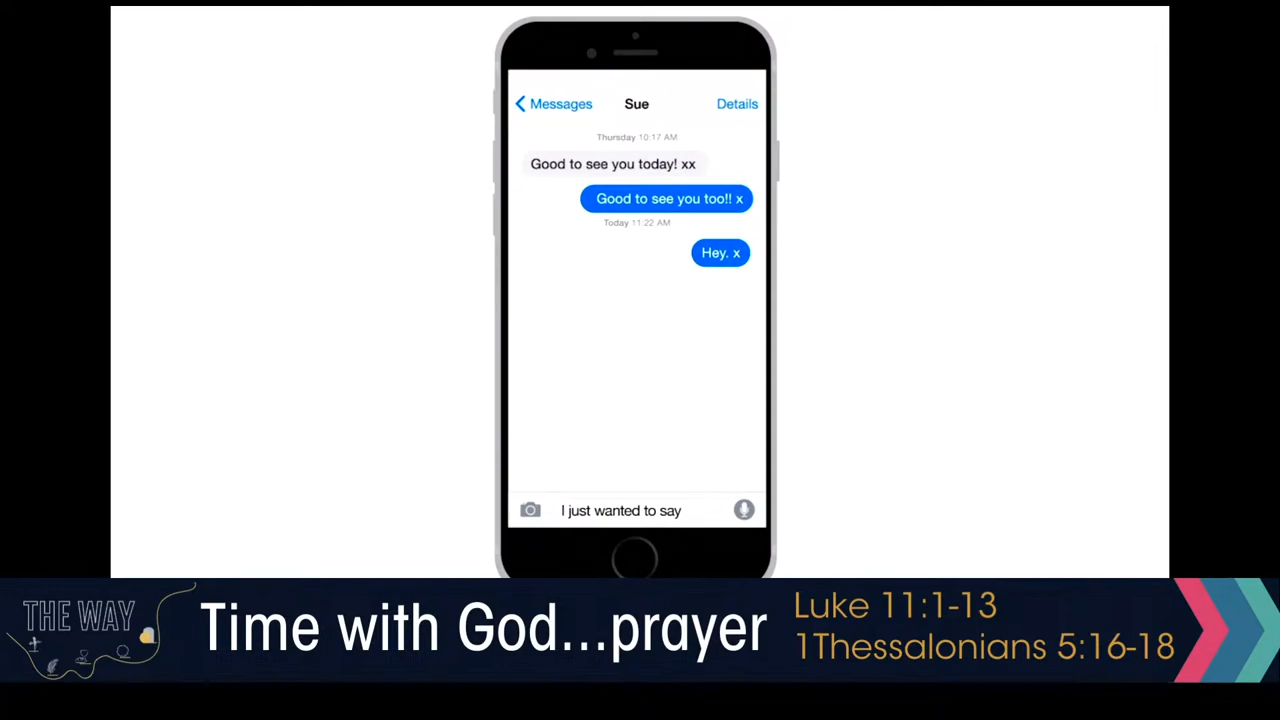 Messages Sue Details
Thursday 10:17 AM
Good to see you today! xx
Good to see you too!! x
Today 11:22 AM
Hey. x
I just wanted to say
THE WAY
Time with God...prayer
Luke 11:1-13
1Thessalonians 5:16-18